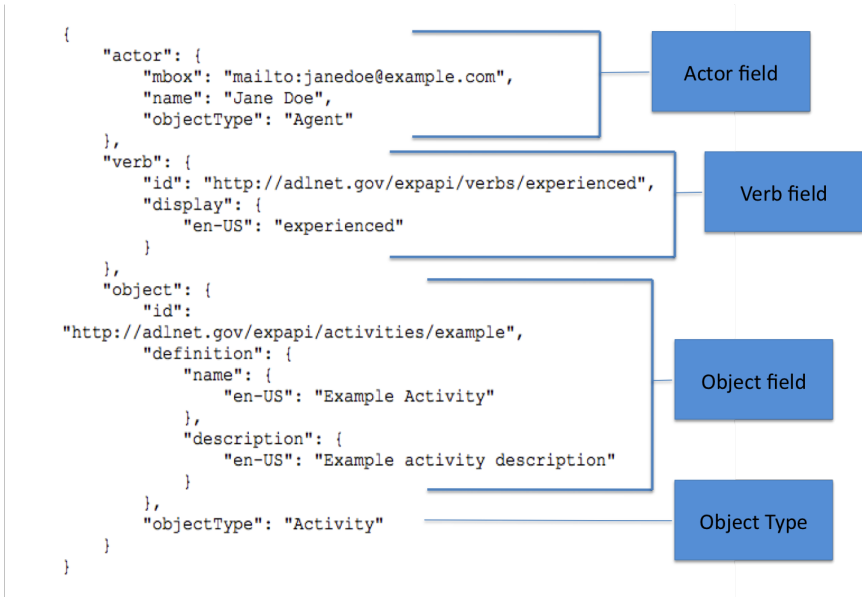 {
"actor": {
"mbox": "mailto:janedoe@example.com",
"name": "Jane Doe",
"objectType": "Agent"
},
"verb": {
"id": "http://adlnet.gov/expapi/verbs/experienced",
"display": {
"en-US": "experienced"
}
},
"object": {
"id":
"http://adlnet.gov/expapi/activities/example",
"definition": {
"name": {
"en-US": "Example Activity"
},
"description": {
"en-US": "Example activity description"
}
},
"objectType": "Activity"
}
}
Actor field
Verb field
Object field
Object Type